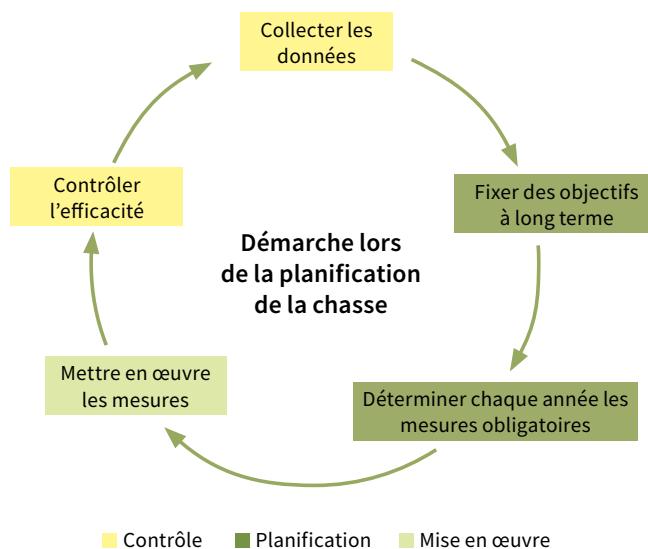 Collecter les
données
Fixer des objectifs
à long terme
Déterminer chaque année les
mesures obligatoires
Mettre en œuvre
les mesures
Contrôler
l’efficacité
Démarche lors
de la planification
de la chasse
Contrôle
Planification
Mise en œuvre